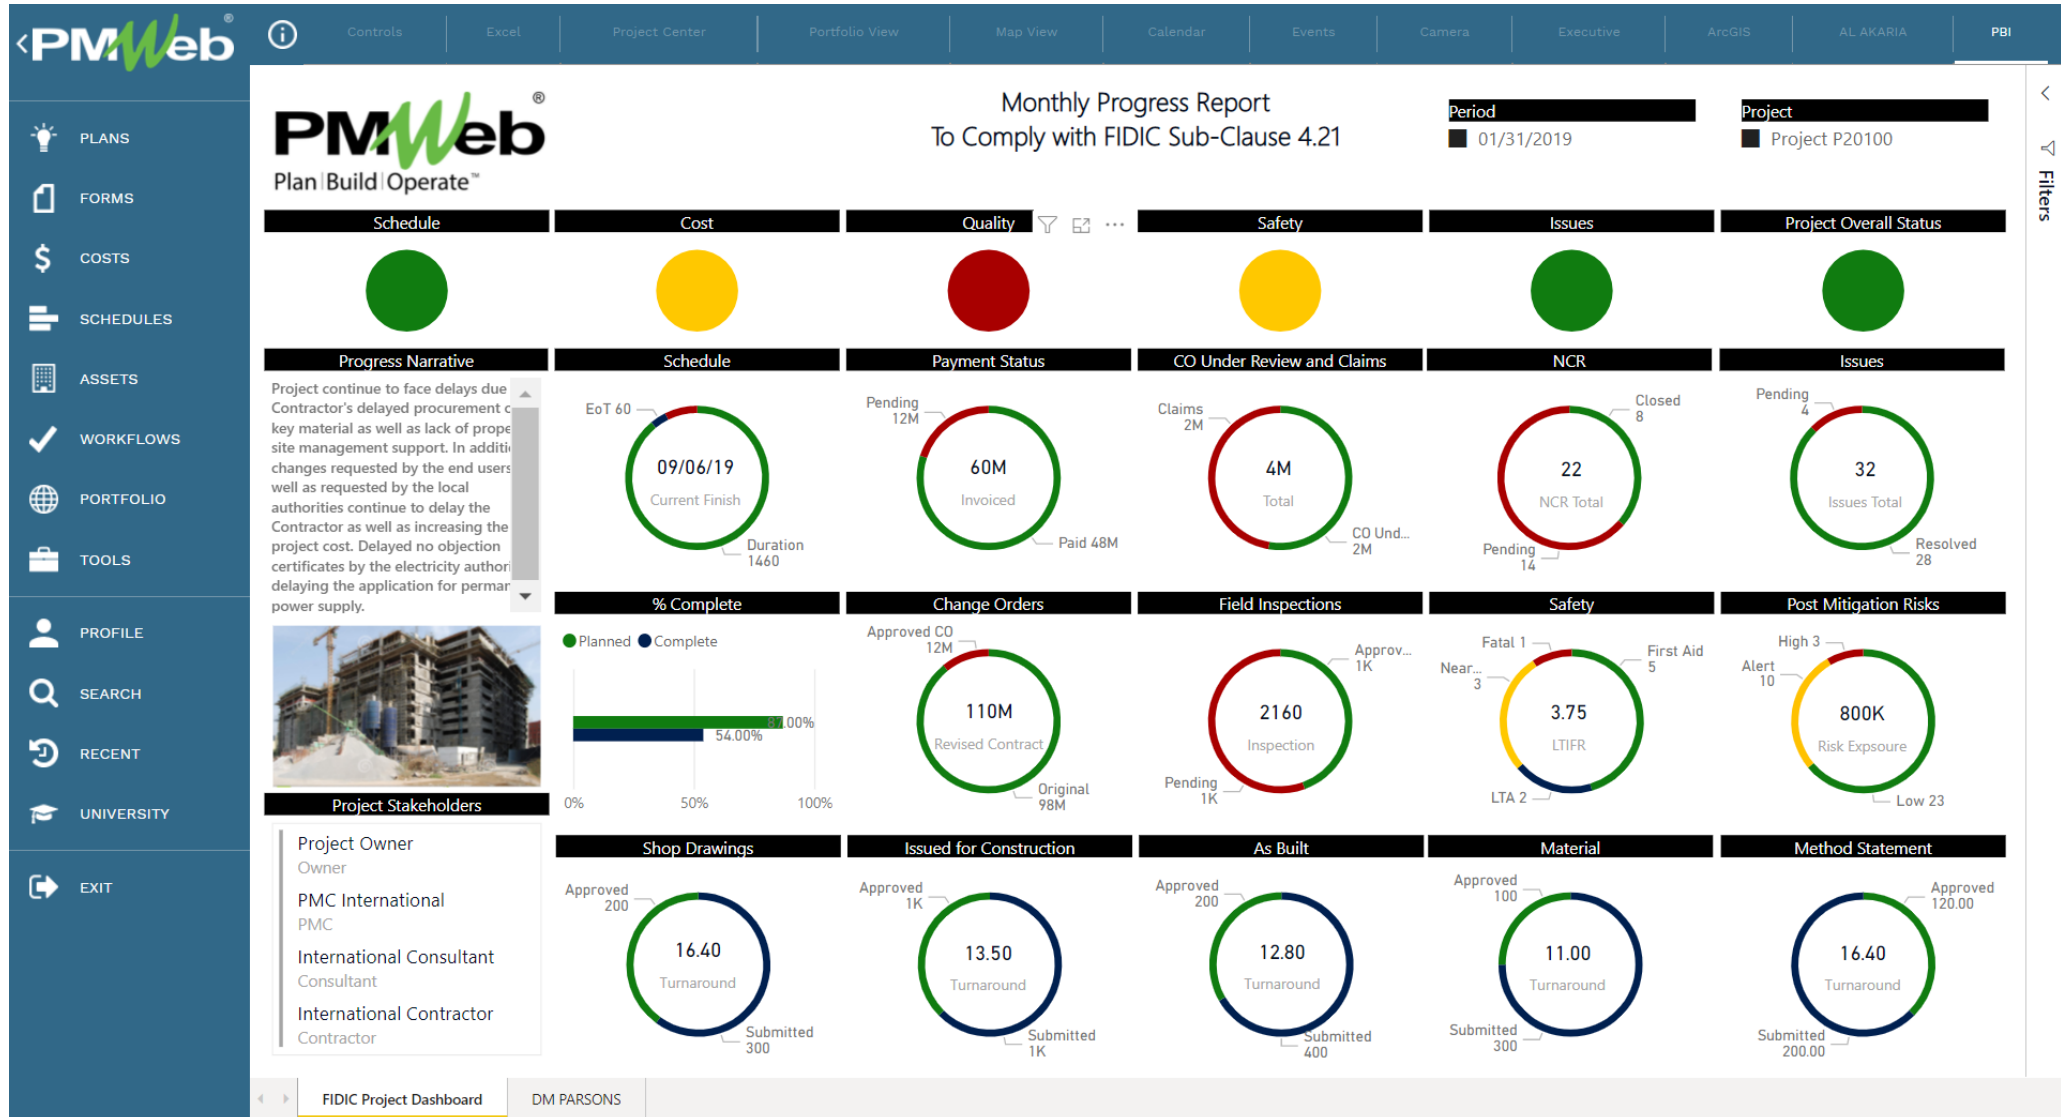 PMWeb®
Controls
Excel
Project Center
Portfolio View
Map View
Calendar
Events
Camera
Executive
ArcGIS
AL AKARIA
PBI
PLANS
FORMS
COSTS
SCHEDULES
ASSETS
WORKFLOWS
PORTFOLIO
TOOLS
PROFILE
SEARCH
RECENT
UNIVERSITY
EXIT
PMWeb®
Plan|Build|Operate™
Monthly Progress Report
To Comply with FIDIC Sub-Clause 4.21
Period
01/31/2019
Project
Project P20100
Filters
Schedule
Cost
Quality
Safety
Issues
Project Overall Status
Progress Narrative
Project continue to face delays due
Contractor's delayed procurement
key material as well as lack of
site management support. In
changes requested by the end users
well as requested by the local
authorities continue to delay the
Contractor as well as increasing the
project cost. Delayed no objection
certificates by the electricity
delaying the application for
power supply.
Schedule
EoT 60
09/06/19
Current Finish
Duration
1460
Payment Status
Pending
12M
60M
Invoiced
Paid 48M
CO Under Review and Claims
Claims
2M
4M
Total
CO Und...
2M
NCR
Closed
8
22
NCR Total
Pending
14
Issues
Pending
4
32
Issues Total
Resolved
28
% Complete
Planned
Complete
87.00%
54.00%
0%
50%
100%
Change Orders
Approved CO
12M
110M
Revised Contract
Original
98M
Field Inspections
Approv...
1K
2160
Inspection
Pending
1K
Safety
Fatal 1
First Aid
5
Near...
3
3.75
LTIFR
LTA 2
Post Mitigation Risks
High 3
Alert
10
800K
Risk Expsoure
Low 23
Project Stakeholders
Project Owner
Owner
PMC International
PMC
International Consultant
Consultant
International Contractor
Contractor
Shop Drawings
Approved
200
16.40
Turnaround
Submitted
300
Issued for Construction
Approved
1K
13.50
Turnaround
Submitted
1K
As Built
Approved
200
12.80
Turnaround
Submitted
400
Material
Approved
100
11.00
Turnaround
Submitted
300
Method Statement
Approved
120.00
16.40
Turnaround
Submitted
200.00
FIDIC Project Dashboard
DM PARSONS